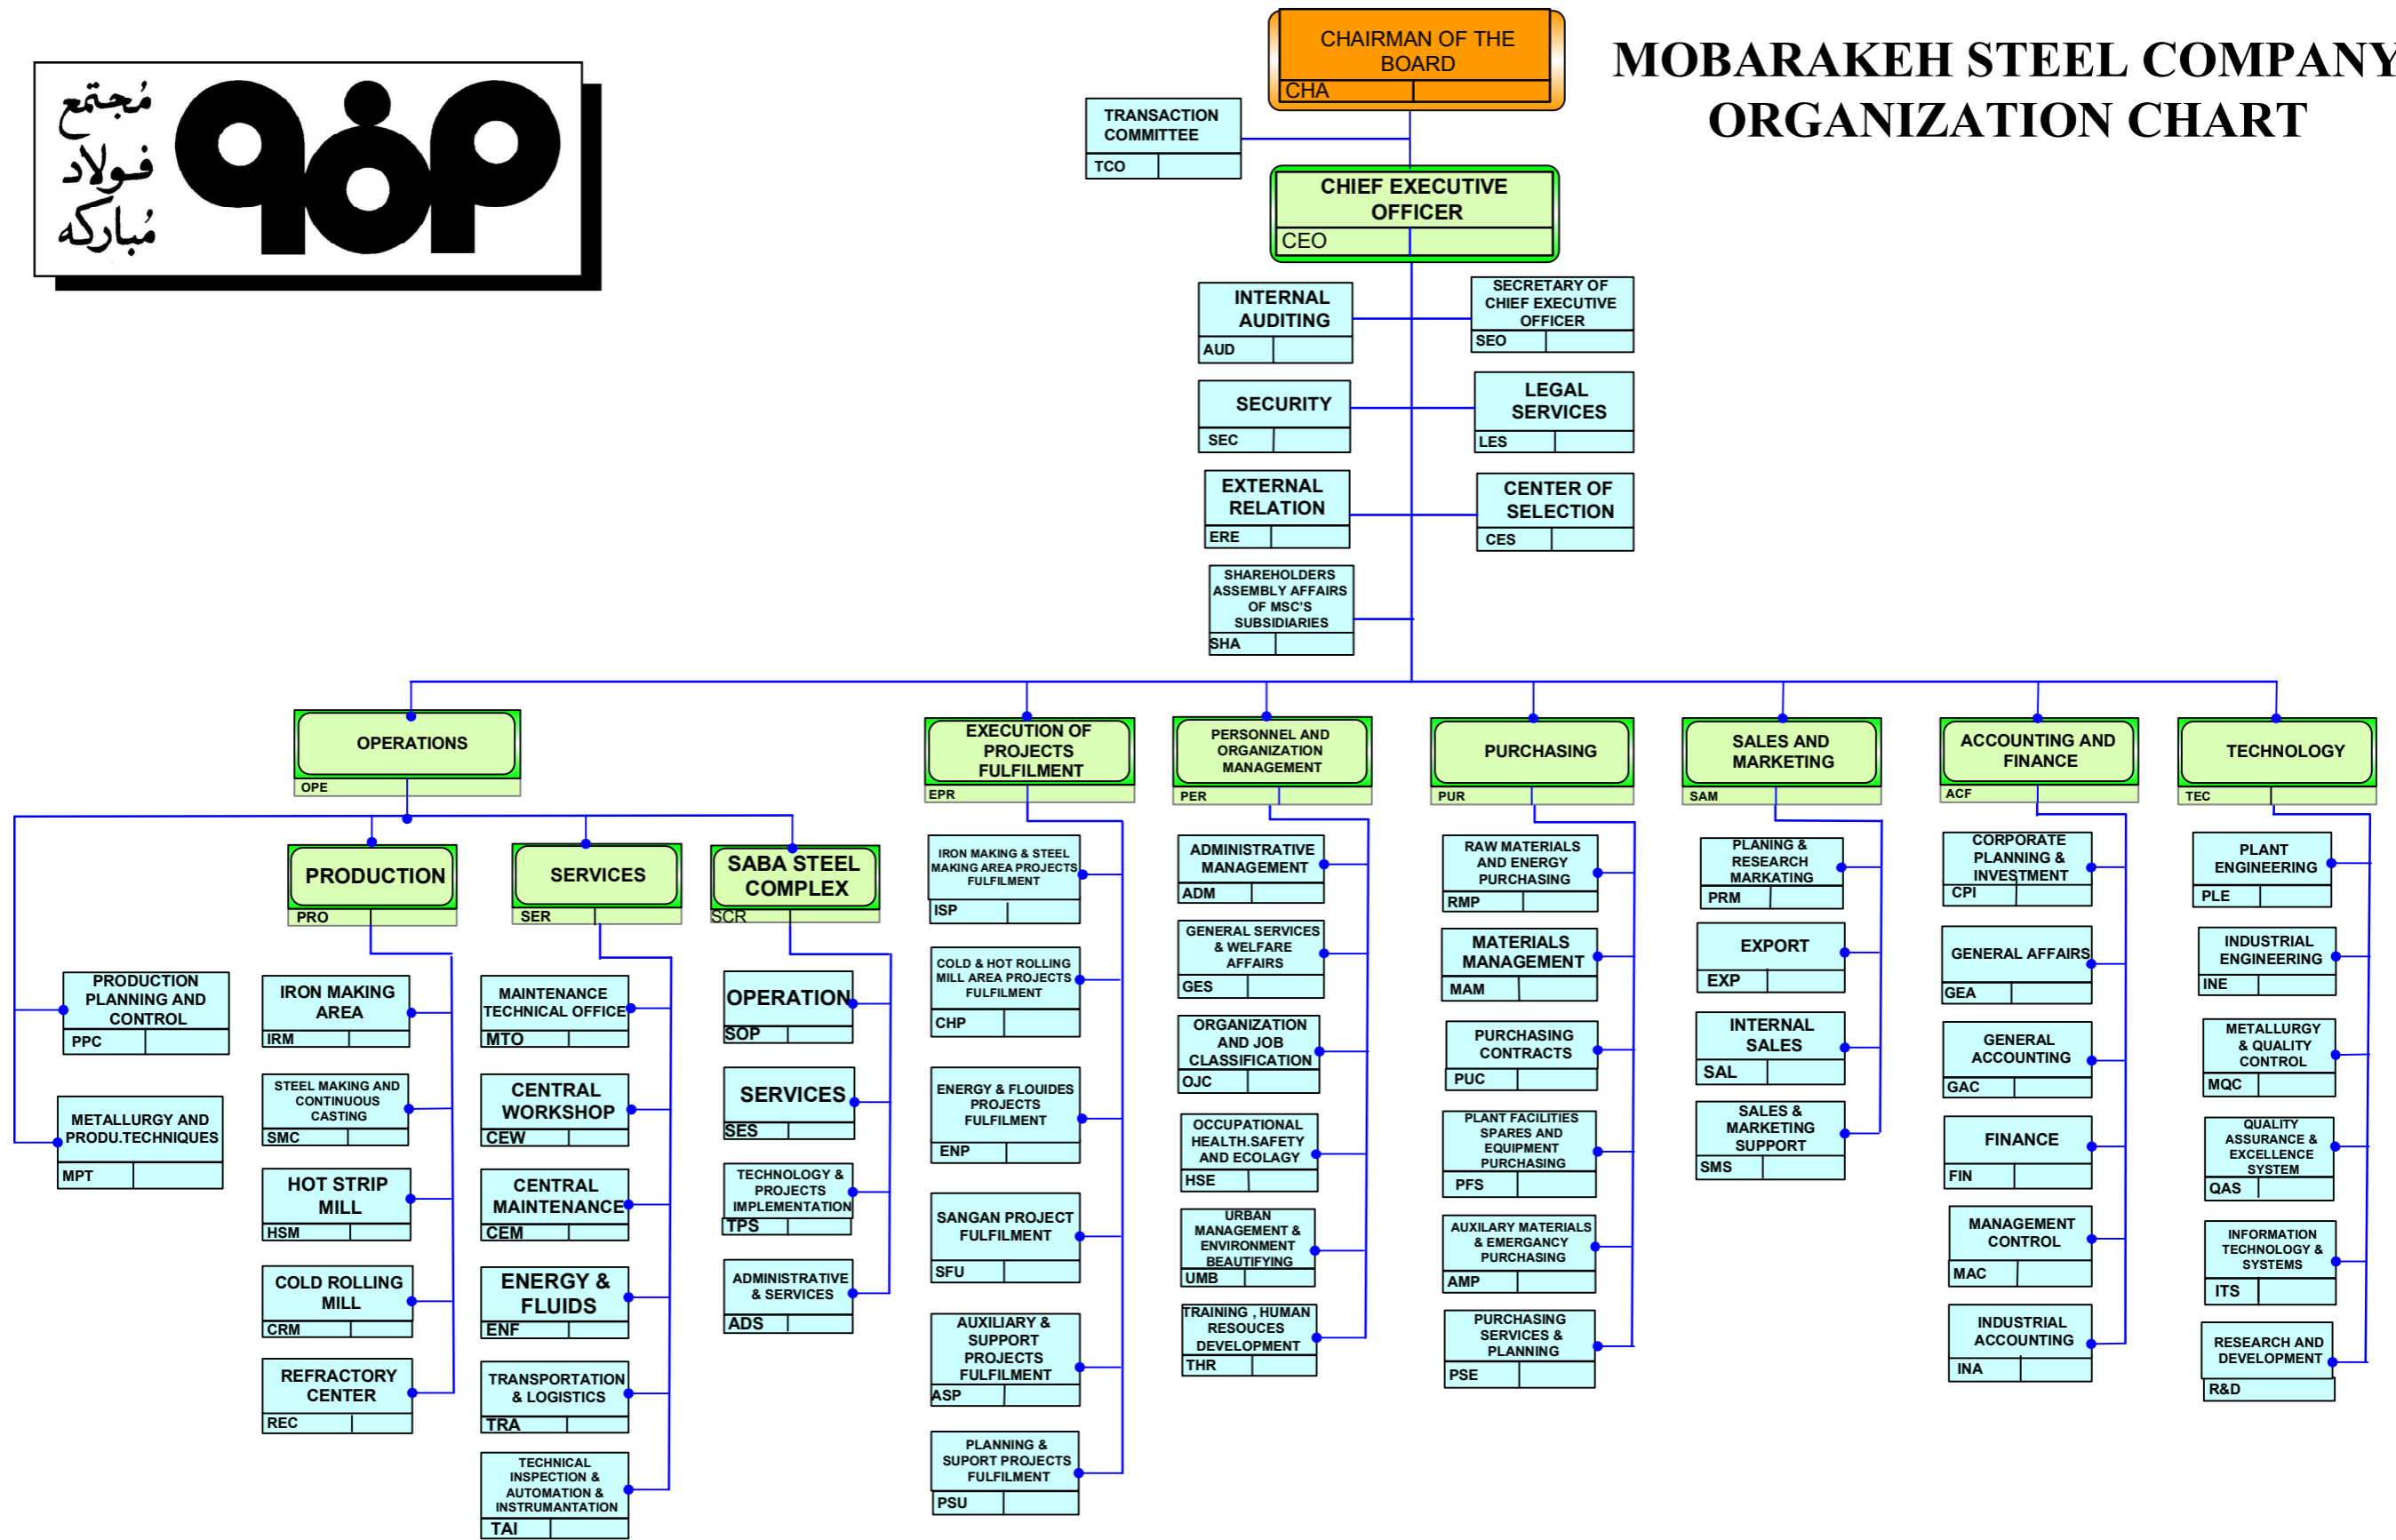 مُجتمع
فولاد
مُبارکه
CHAIRMAN OF THE
BOARD
CHA
MOBARAKEH STEEL COMPANY
ORGANIZATION CHART
TRANSACTION
COMMITTEE
TCO
CHIEF EXECUTIVE
OFFICER
CEO
INTERNAL
AUDITING
AUD
SECRETARY OF
CHIEF EXECUTIVE
OFFICER
SEO
SECURITY
SEC
LEGAL
SERVICES
LES
EXTERNAL
RELATION
ERE
CENTER OF
SELECTION
CES
SHAREHOLDERS
ASSEMBLY AFFAIRS
OF MSC'S
SUBSIDIARIES
SHA
OPERATIONS
OPE
PRODUCTION
PLANNING AND
CONTROL
PPC
METALLURGY AND
PRODU.TECHNIQUES
MPT
PRODUCTION
PRO
IRON MAKING
AREA
IRM
STEEL MAKING AND
CONTINUOUS
CASTING
SMC
HOT STRIP
MILL
HSM
COLD ROLLING
MILL
CRM
REFRACTORY
CENTER
REC
SERVICES
SER
MAINTENANCE
TECHNICAL OFFICE
MTO
CENTRAL
WORKSHOP
CEW
CENTRAL
MAINTENANCE
CEM
ENERGY &
FLUIDS
ENF
TRANSPORTATION
& LOGISTICS
TRA
TECHNICAL
INSPECTION &
AUTOMATION &
INSTRUMANTATION
TAI
SABA STEEL
COMPLEX
SCR
OPERATION
SOP
SERVICES
SES
TECHNOLOGY &
PROJECTS
IMPLEMENTATION
TPS
ADMINISTRATIVE
& SERVICES
ADS
EXECUTION OF
PROJECTS
FULFILMENT
EPR
IRON MAKING & STEEL
MAKING AREA PROJECTS
FULFILMENT
ISP
COLD & HOT ROLLING
MILL AREA PROJECTS
FULFILMENT
CHP
ENERGY & FLOUIDES
PROJECTS
FULFILMENT
ENP
SANGAN PROJECT
FULFILMENT
SFU
AUXILIARY &
SUPPORT
PROJECTS
FULFILMENT
ASP
PLANNING &
SUPORT PROJECTS
FULFILMENT
PSU
PERSONNEL AND
ORGANIZATION
MANAGEMENT
PER
ADMINISTRATIVE
MANAGEMENT
ADM
GENERAL SERVICES
& WELFARE
AFFAIRS
GES
ORGANIZATION
AND JOB
CLASSIFICATION
OJC
OCCUPATIONAL
HEALTH.SAFETY
AND ECOLAGY
HSE
URBAN
MANAGEMENT &
ENVIRONMENT
BEAUTIFYING
UMB
TRAINING , HUMAN
RESOUCES
DEVELOPMENT
THR
PURCHASING
PUR
RAW MATERIALS
AND ENERGY
PURCHASING
RMP
MATERIALS
MANAGEMENT
MAM
PURCHASING
CONTRACTS
PUC
PLANT FACILITIES
SPARES AND
EQUIPMENT
PURCHASING
PFS
AUXILARY MATERIALS
& EMERGANCY
PURCHASING
AMP
PURCHASING
SERVICES &
PLANNING
PSE
SALES AND
MARKETING
SAM
PLANING &
RESEARCH
MARKATING
PRM
EXPORT
EXP
INTERNAL
SALES
SAL
SALES &
MARKETING
SUPPORT
SMS
ACCOUNTING AND
FINANCE
ACF
CORPORATE
PLANNING &
INVESTMENT
CPI
GENERAL AFFAIRS
GEA
GENERAL
ACCOUNTING
GAC
FINANCE
FIN
MANAGEMENT
CONTROL
MAC
INDUSTRIAL
ACCOUNTING
INA
TECHNOLOGY
TEC
PLANT
ENGINEERING
PLE
INDUSTRIAL
ENGINEERING
INE
METALLURGY
& QUALITY
CONTROL
MQC
QUALITY
ASSURANCE &
EXCELLENCE
SYSTEM
QAS
INFORMATION
TECHNOLOGY &
SYSTEMS
ITS
RESEARCH AND
DEVELOPMENT
R&D